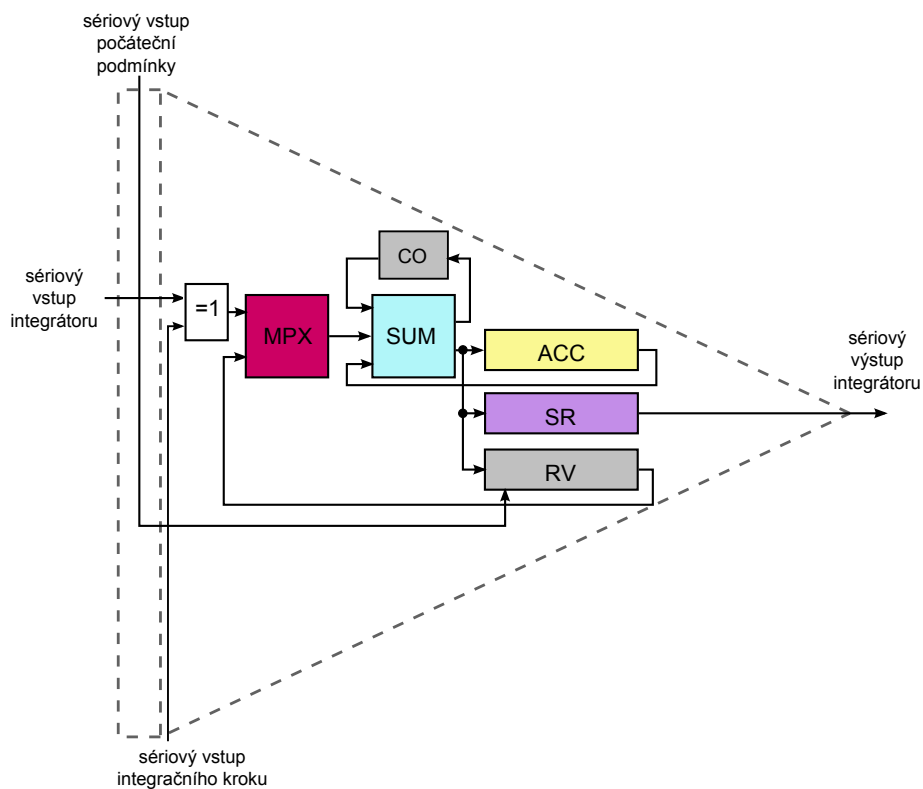 sériový vstup
počáteční
podmínky
sériový
vstup
integrátoru
=1
MPX
CO
SUM
ACC
SR
RV
sériový
výstup
integrátoru
sériový vstup
integračního kroku